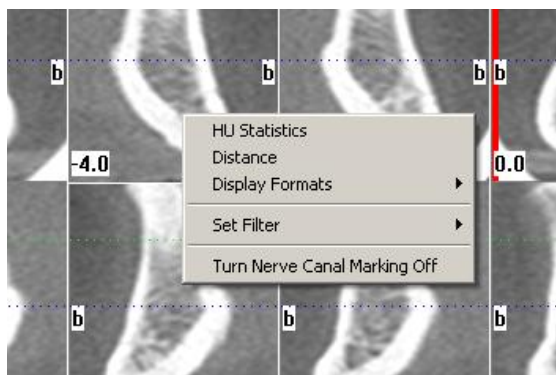 b
b
b
b
-4.0
0.0
HU Statistics
Distance
Display Formats
Set Filter
Turn Nerve Canal Marking Off
b
b
b